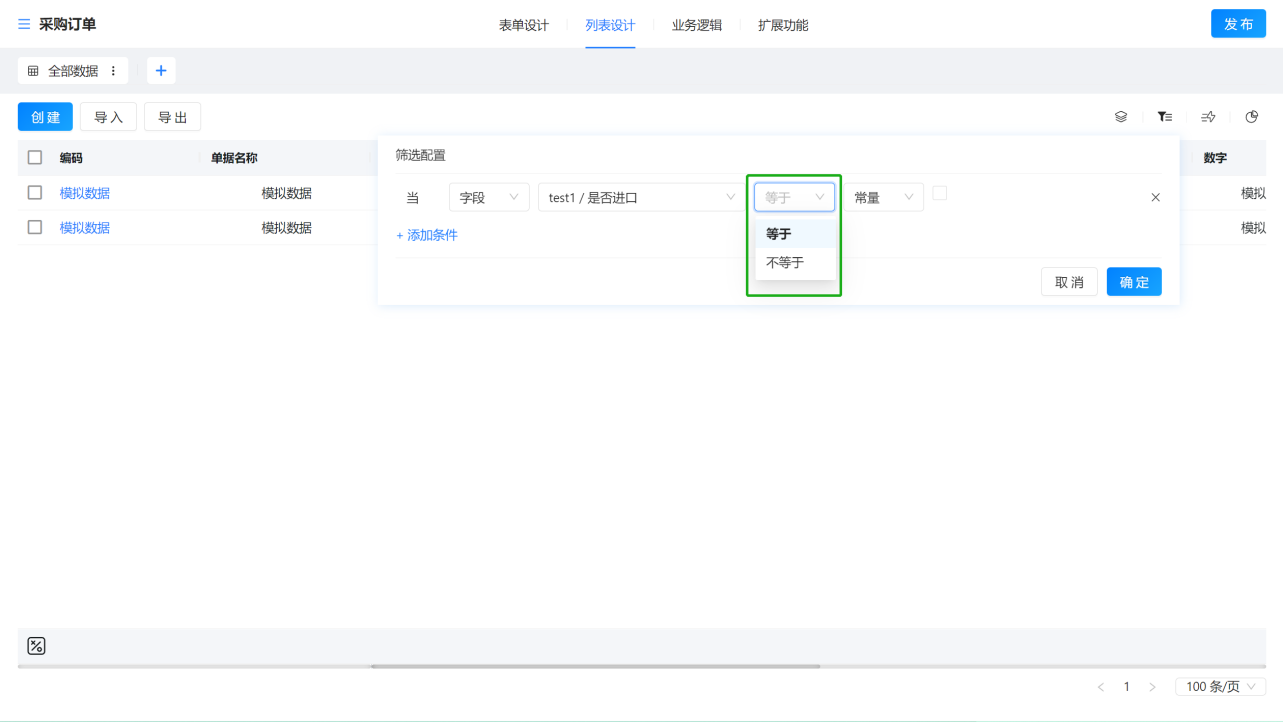 采购订单
表单设计 列表设计 业务逻辑 扩展功能 发布
全部数据
创建 导入 导出
编码 单据名称 数字
筛选配置
模拟数据 模拟数据 模拟
当 字段 test1 / 是否进口 等于 常量
模拟数据 模拟数据 模拟
+ 添加条件
等于
不等于
取消 确定
1 100 条/页